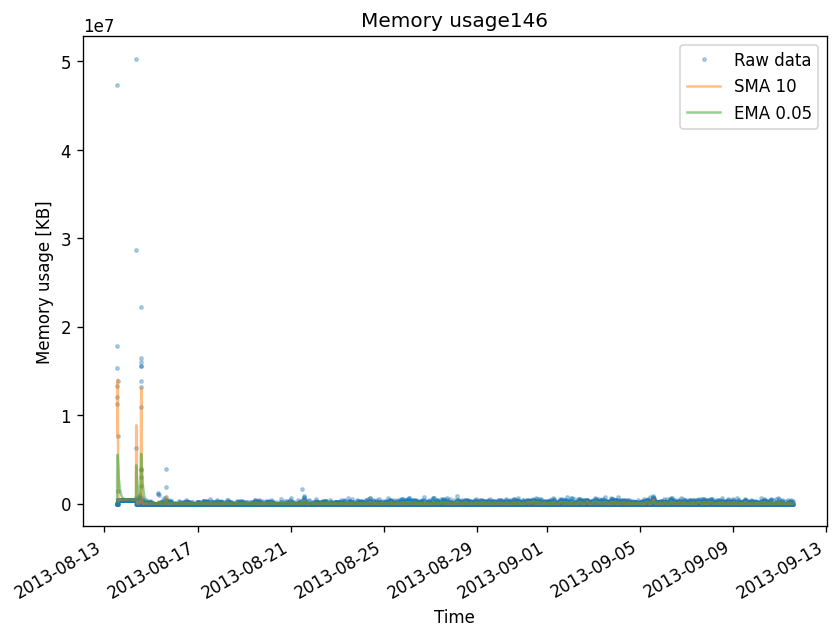 Memory usage146
1e7
Raw data
SMA 10
EMA 0.05
5
4
3
2
1
0
Memory usage [KB]
2013-08-13
2013-08-17
2013-08-21
2013-08-25
2013-08-29
2013-09-01
2013-09-05
2013-09-09
2013-09-13
Time